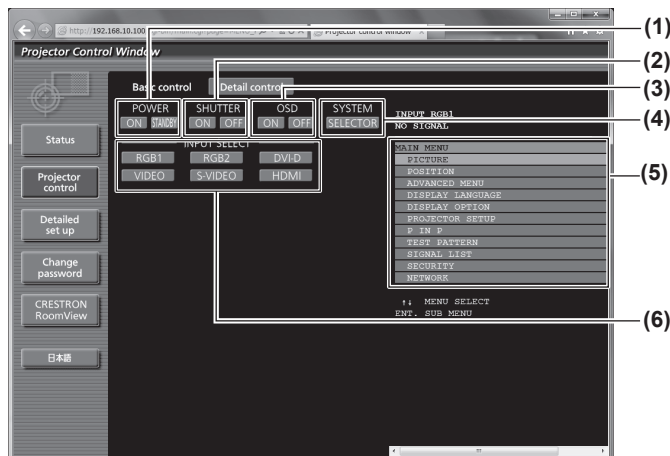 http://192.168.10.100
Projector control window
Projector Control Window
Basic control
Detail control
POWER
ON
STANDBY
SHUTTER
ON
OFF
OSD
ON
OFF
SYSTEM
SELECTOR
INPUT SELECT
RGB1
RGB2
DVI-D
VIDEO
S-VIDEO
HDMI
Status
Projector
control
Detailed
set up
Change
password
CRESTRON
RoomView
日本語
INPUT RGB1
NO SIGNAL
MAIN MENU
PICTURE
POSITION
ADVANCED MENU
DISPLAY LANGUAGE
DISPLAY OPTION
PROJECTOR SETUP
P IN P
TEST PATTERN
SIGNAL LIST
SECURITY
NETWORK
↑↓ MENU SELECT
ENT. SUB MENU
(1)
(2)
(3)
(4)
(5)
(6)